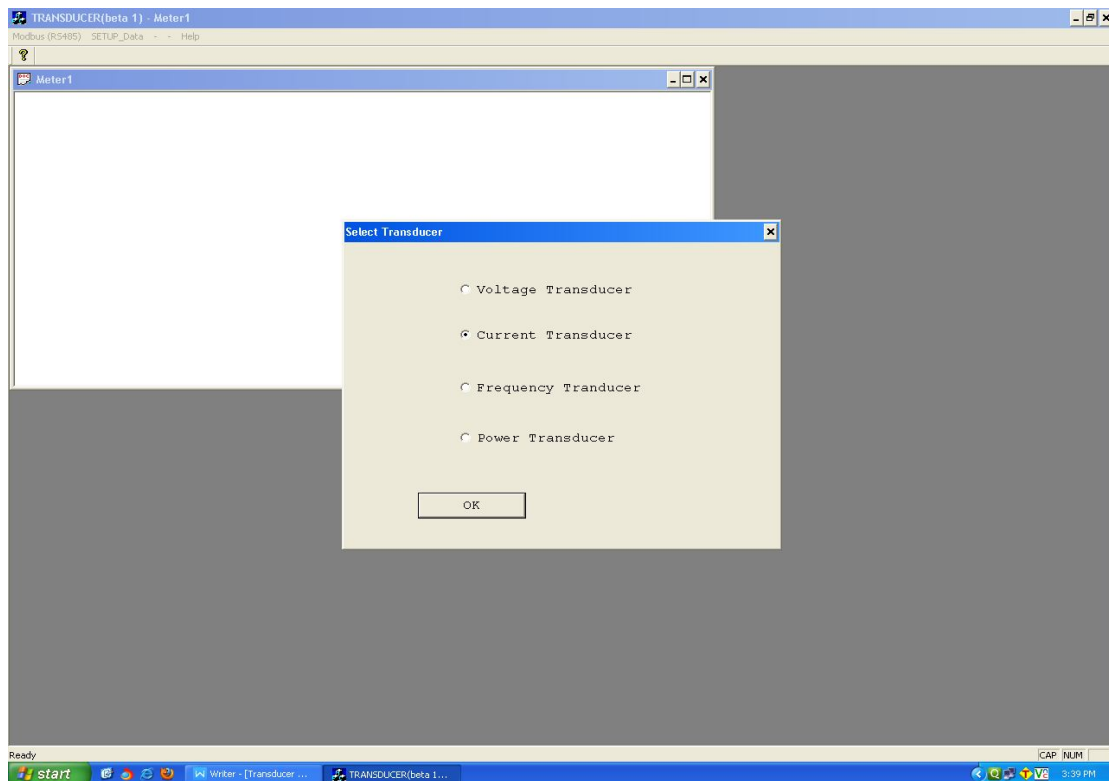 TRANSDUCER(beta 1) - Meter1
Modbus (RS485) SETUP_Data - - Help
Meter1
Select Transducer
Voltage Transducer
Current Transducer
Frequency Tranducer
Power Transducer
OK
Ready
CAP NUM
start Writer - [Transducer ... TRANSDUCER(beta 1... 3:39 PM